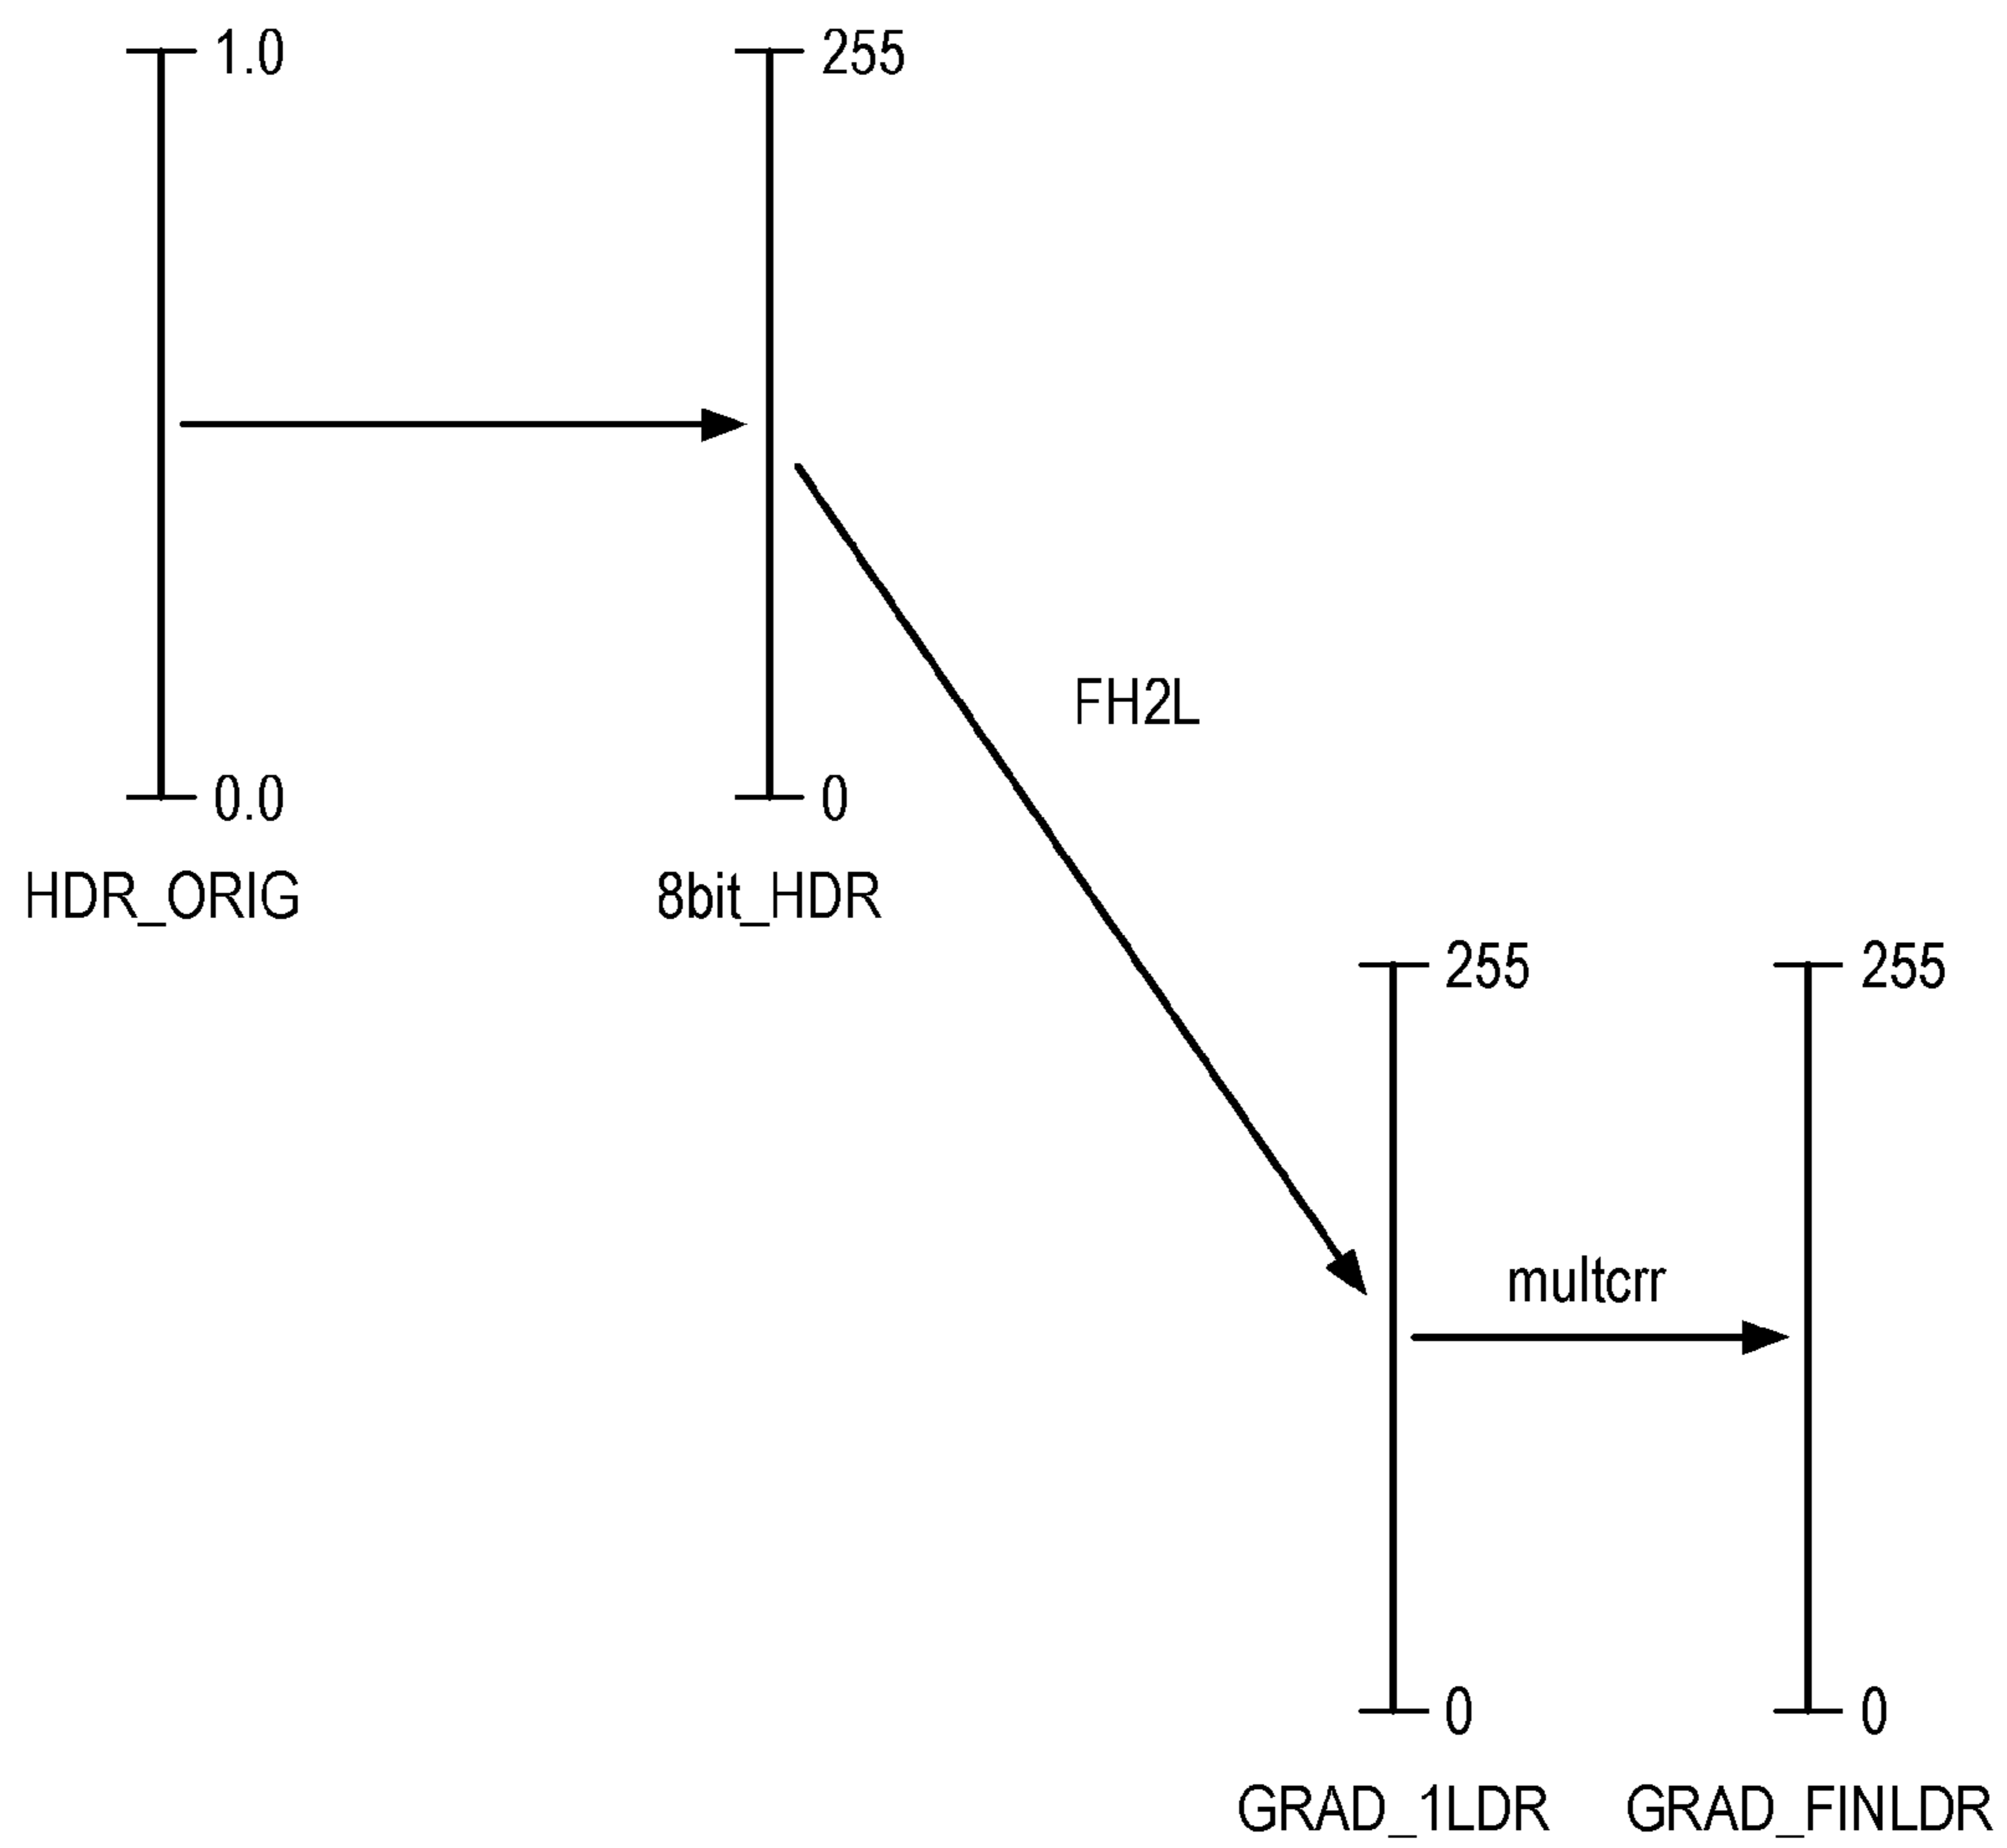 1.0
255
FH2L
0.0
0
HDR_ORIG
8bit_HDR
255
255
multcrr
0
0
GRAD_1LDR
GRAD_FINLDR